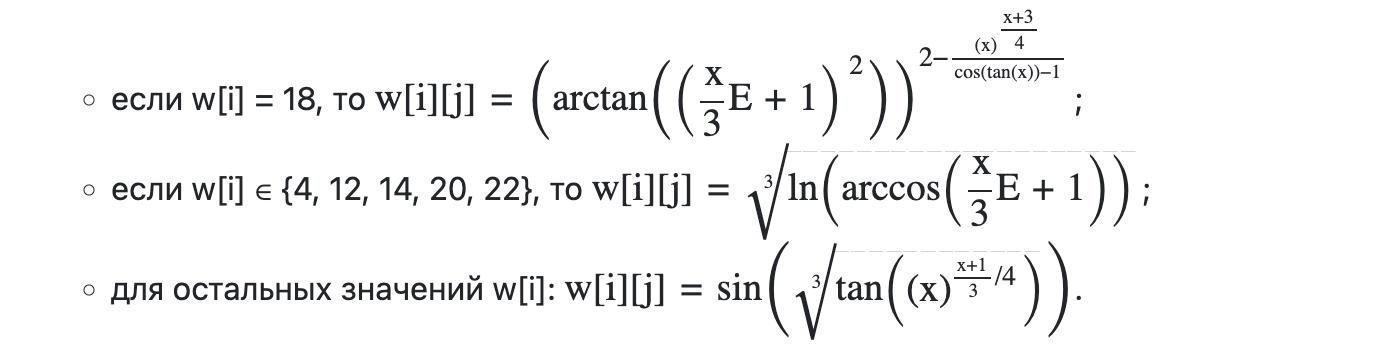 ◦ если w[i] = 18, то w[i][j] = (arctan((x/3 E + 1)^2))^(2−(x)^((x+3)/4)/(cos(tan(x))−1)) ;
◦ если w[i] ∈ {4, 12, 14, 20, 22}, то w[i][j] = ∛(ln(arccos(x/3 E + 1))) ;
◦ для остальных значений w[i]: w[i][j] = sin(∛(tan((x)^((x+1)/3 /4)))).